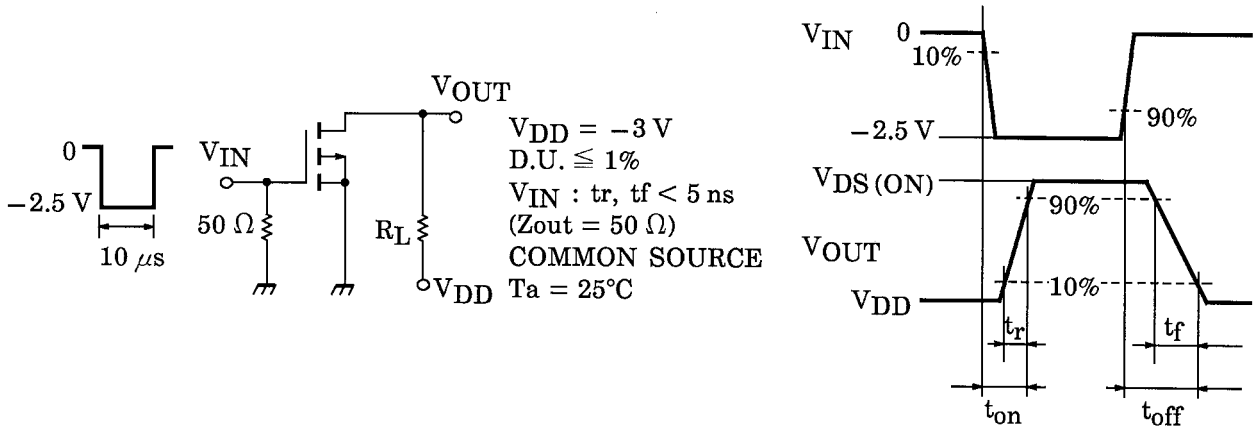 0
−2.5 V
10 μs
VIN
50 Ω
VOUT
RL
VDD
VDD = −3 V
D.U. ≦ 1%
VIN : tr, tf < 5 ns
(Zout = 50 Ω)
COMMON SOURCE
Ta = 25°C
VIN
0
10%
90%
−2.5 V
VDS (ON)
90%
VOUT
10%
VDD
tr
tf
ton
toff